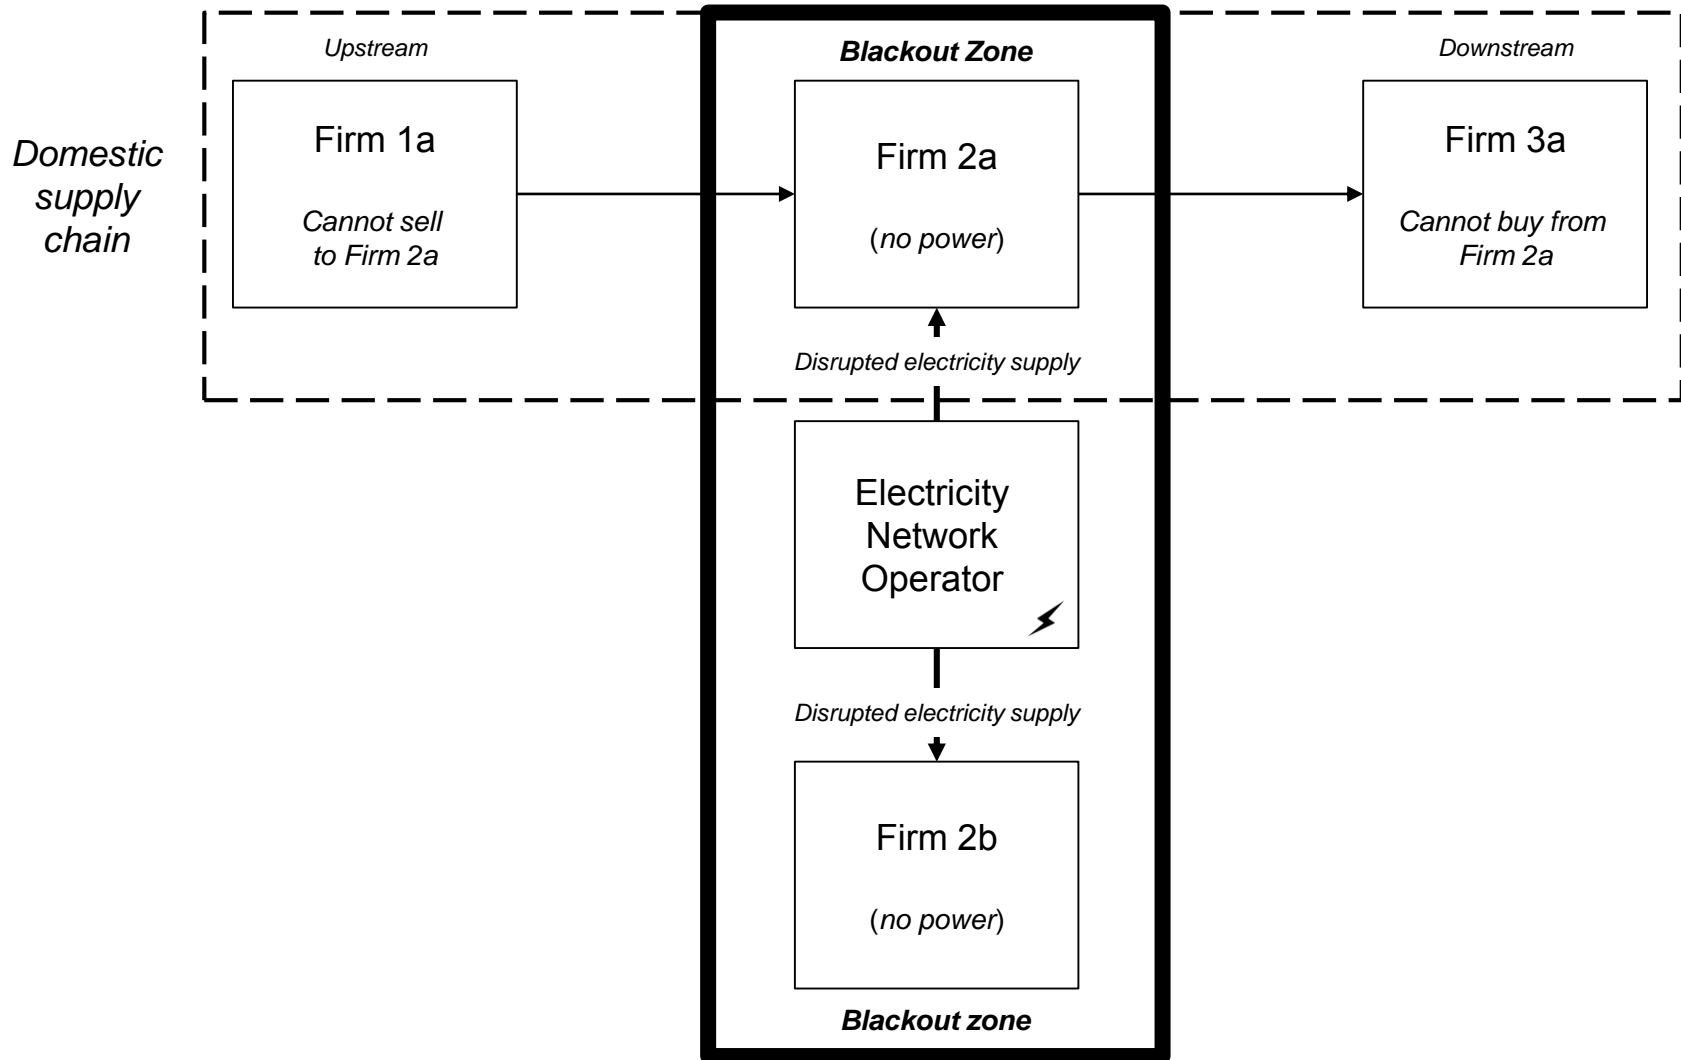 Upstream
Blackout Zone
Downstream
Domestic
supply
chain
Firm 1a
Cannot sell
to Firm 2a
Firm 2a
(no power)
Firm 3a
Cannot buy from
Firm 2a
Disrupted electricity supply
Electricity
Network
Operator
Disrupted electricity supply
Firm 2b
(no power)
Blackout zone